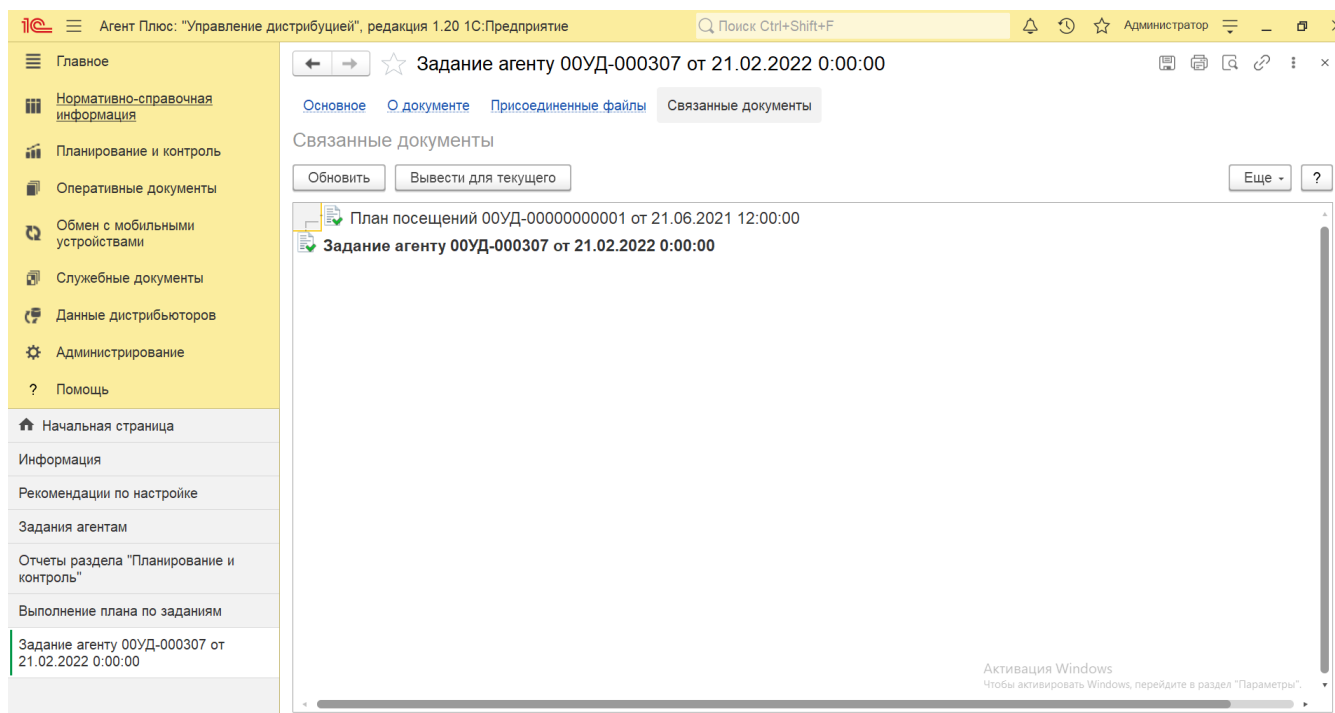 1С Агент Плюс: "Управление дистрибуцией", редакция 1.20 1С:Предприятие
Поиск Ctrl+Shift+F
Администратор
Главное
Нормативно-справочная
информация
Планирование и контроль
Оперативные документы
Обмен с мобильными
устройствами
Служебные документы
Данные дистрибьюторов
Администрирование
? Помощь
Начальная страница
Информация
Рекомендации по настройке
Задания агентам
Отчеты раздела "Планирование и
контроль"
Выполнение плана по заданиям
Задание агенту 00УД-000307 от
21.02.2022 0:00:00
Задание агенту 00УД-000307 от 21.02.2022 0:00:00
Основное О документе Присоединенные файлы Связанные документы
Связанные документы
Обновить Вывести для текущего Еще ?
План посещений 00УД-00000000001 от 21.06.2021 12:00:00
Задание агенту 00УД-000307 от 21.02.2022 0:00:00
Активация Windows
Чтобы активировать Windows, перейдите в раздел "Параметры".